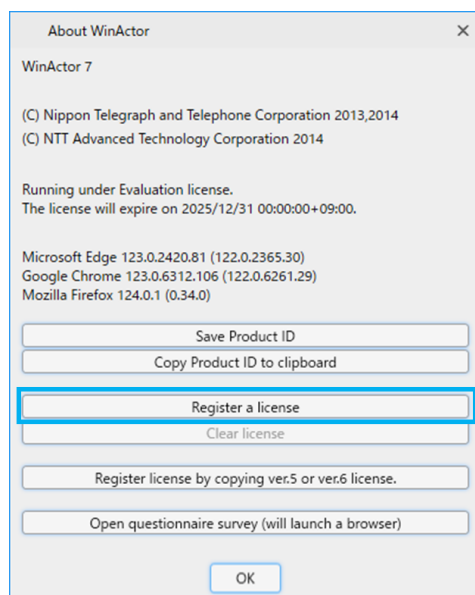 About WinActor
WinActor 7
(C) Nippon Telegraph and Telephone Corporation 2013,2014
(C) NTT Advanced Technology Corporation 2014
Running under Evaluation license.
The license will expire on 2025/12/31 00:00:00+09:00.
Microsoft Edge 123.0.2420.81 (122.0.2365.30)
Google Chrome 123.0.6312.106 (122.0.6261.29)
Mozilla Firefox 124.0.1 (0.34.0)
Save Product ID
Copy Product ID to clipboard
Register a license
Clear license
Register license by copying ver.5 or ver.6 license.
Open questionnaire survey (will launch a browser)
OK